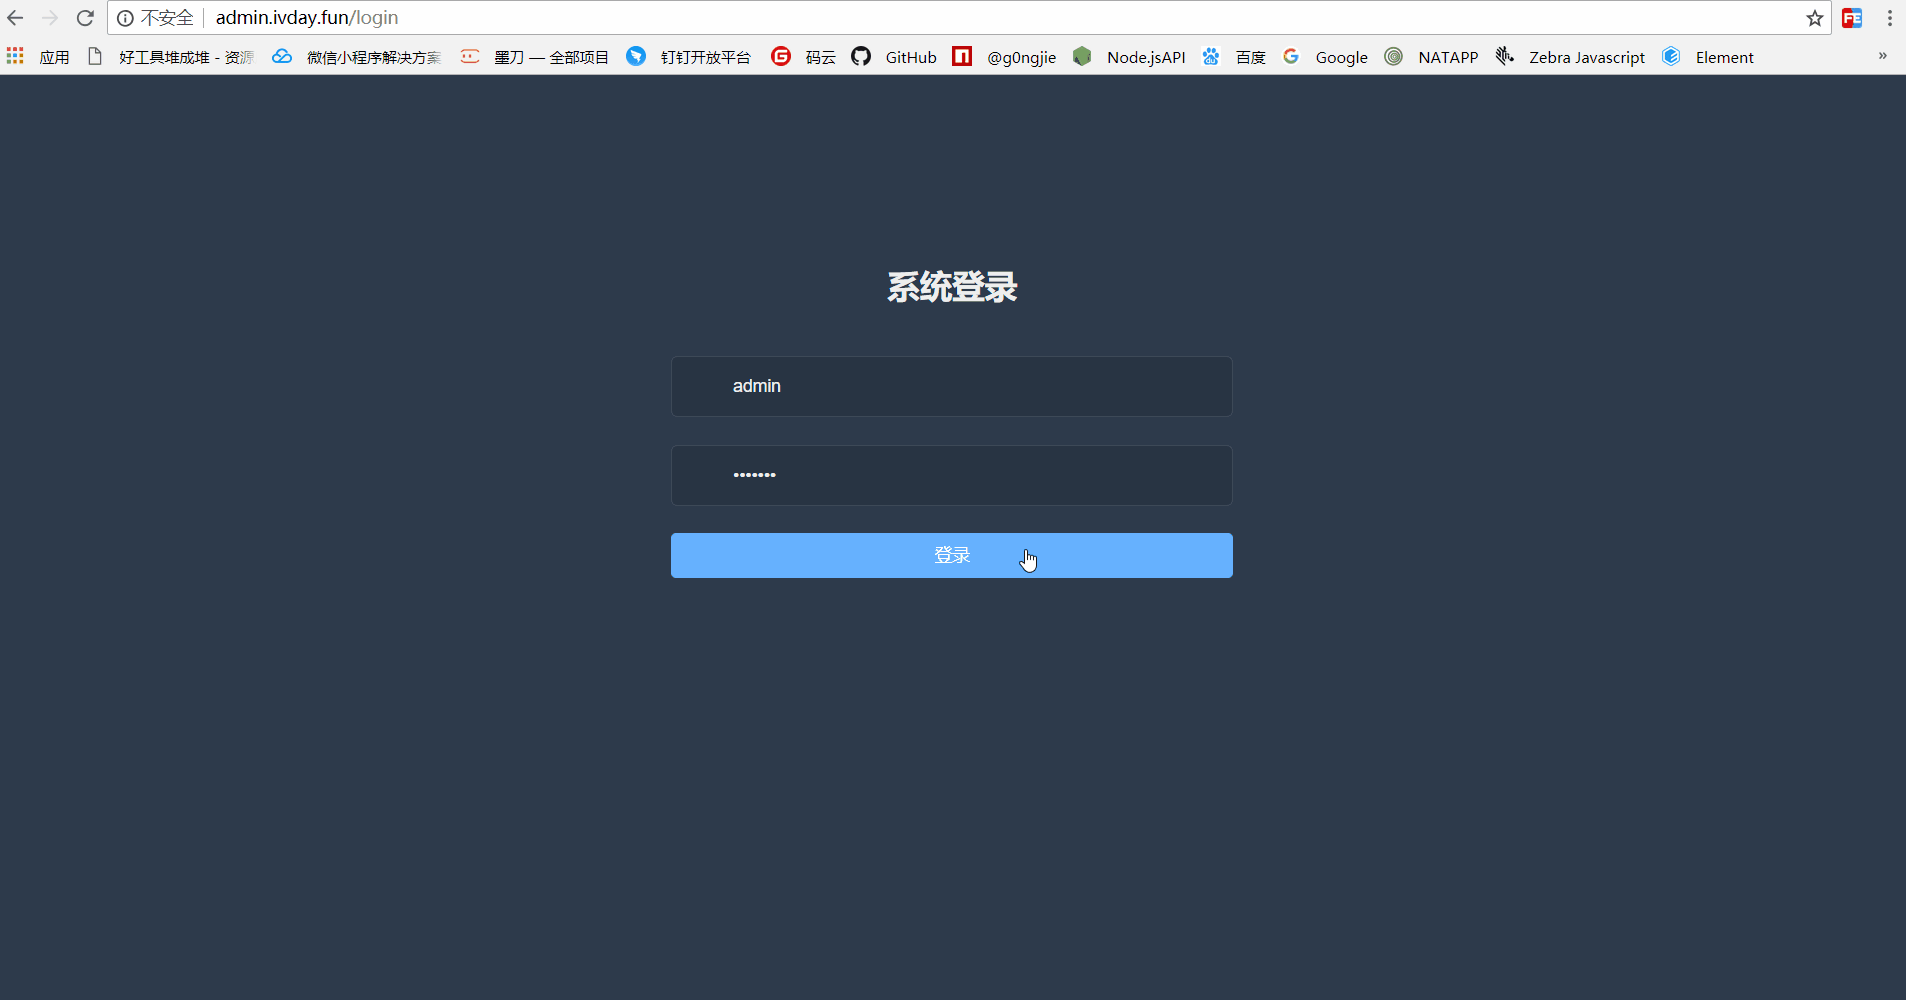 不安全 admin.ivday.fun/login
应用 好工具堆成堆 - 资源 微信小程序解决方案 墨刀 — 全部项目 钉钉开放平台 码云 GitHub @g0ngjie Node.jsAPI 百度 Google NATAPP Zebra Javascript Element »
系统登录
admin
•••••••
登录